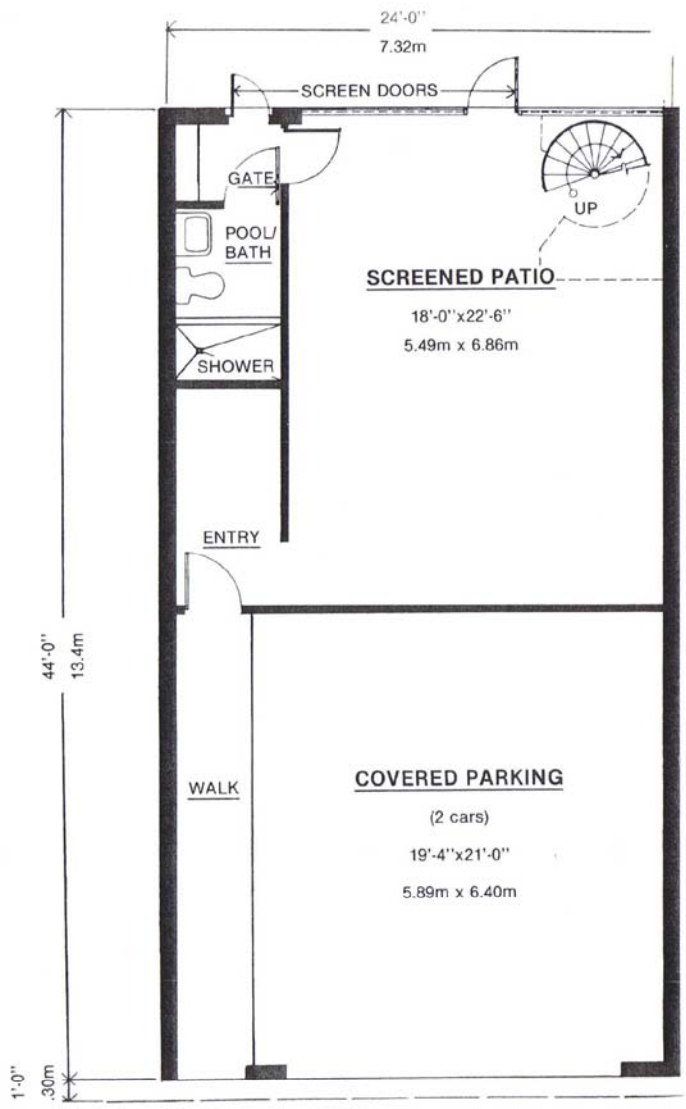 24'-0"
7.32m
SCREEN DOORS
GATE
UP
POOL/
BATH
SCREENED PATIO
18'-0"x22'-6"
5.49m x 6.86m
SHOWER
ENTRY
44'-0"
13.4m
WALK
COVERED PARKING
(2 cars)
19'-4"x21'-0"
5.89m x 6.40m
1'-0"
.30m